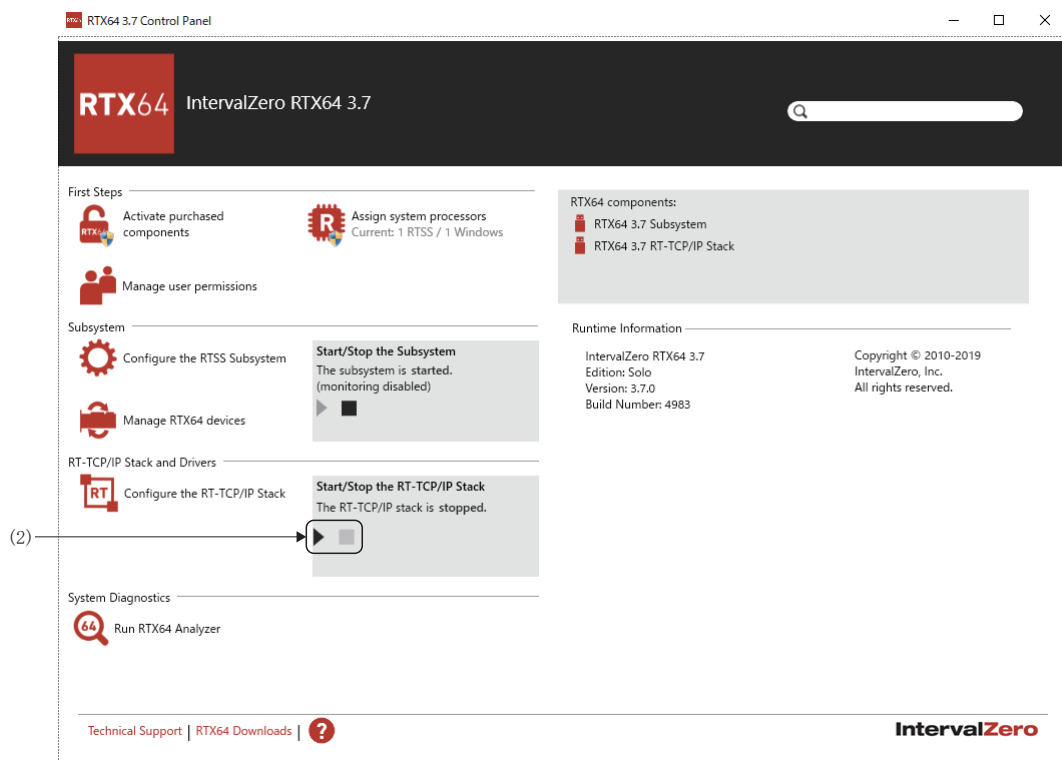 RTX64 3.7 Control Panel
RTX64 IntervalZero RTX64 3.7
First Steps
RTX64
Activate purchased
components
R
Assign system processors
Current: 1 RTSS / 1 Windows
Manage user permissions
RTX64 components:
RTX64 3.7 Subsystem
RTX64 3.7 RT-TCP/IP Stack
Subsystem
Configure the RTSS Subsystem
Start/Stop the Subsystem
The subsystem is started.
(monitoring disabled)
Manage RTX64 devices
Runtime Information
IntervalZero RTX64 3.7
Edition: Solo
Version: 3.7.0
Build Number: 4983
Copyright © 2010-2019
IntervalZero, Inc.
All rights reserved.
RT-TCP/IP Stack and Drivers
RT
Configure the RT-TCP/IP Stack
Start/Stop the RT-TCP/IP Stack
The RT-TCP/IP stack is stopped.
(2)
System Diagnostics
64
Run RTX64 Analyzer
Technical Support | RTX64 Downloads | ?
IntervalZero